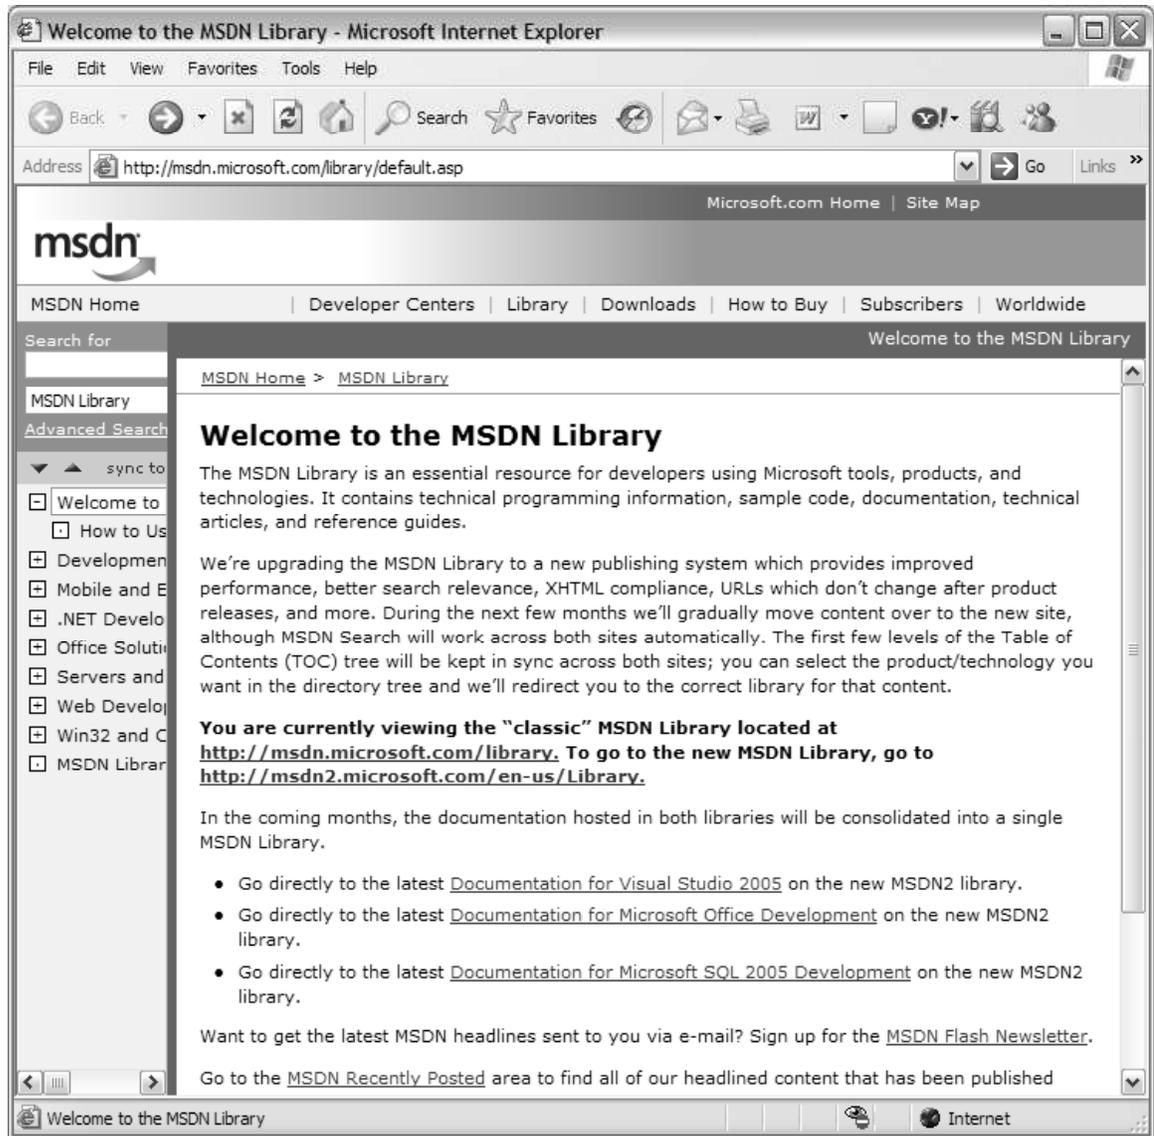 Welcome to the MSDN Library - Microsoft Internet Explorer
File Edit View Favorites Tools Help
Back Search Favorites
Address http://msdn.microsoft.com/library/default.asp Go Links »
Microsoft.com Home | Site Map
msdn
MSDN Home | Developer Centers | Library | Downloads | How to Buy | Subscribers | Worldwide
Search for
Welcome to the MSDN Library
MSDN Library
Advanced Search
sync to
Welcome to
How to Us
Developmen
Mobile and E
.NET Develo
Office Soluti
Servers and
Web Develo
Win32 and C
MSDN Librar
MSDN Home > MSDN Library
Welcome to the MSDN Library
The MSDN Library is an essential resource for developers using Microsoft tools, products, and
technologies. It contains technical programming information, sample code, documentation, technical
articles, and reference guides.
We're upgrading the MSDN Library to a new publishing system which provides improved
performance, better search relevance, XHTML compliance, URLs which don't change after product
releases, and more. During the next few months we'll gradually move content over to the new site,
although MSDN Search will work across both sites automatically. The first few levels of the Table of
Contents (TOC) tree will be kept in sync across both sites; you can select the product/technology you
want in the directory tree and we'll redirect you to the correct library for that content.
You are currently viewing the "classic" MSDN Library located at
http://msdn.microsoft.com/library. To go to the new MSDN Library, go to
http://msdn2.microsoft.com/en-us/Library.
In the coming months, the documentation hosted in both libraries will be consolidated into a single
MSDN Library.
• Go directly to the latest Documentation for Visual Studio 2005 on the new MSDN2 library.
• Go directly to the latest Documentation for Microsoft Office Development on the new MSDN2
library.
• Go directly to the latest Documentation for Microsoft SQL 2005 Development on the new MSDN2
library.
Want to get the latest MSDN headlines sent to you via e-mail? Sign up for the MSDN Flash Newsletter.
Go to the MSDN Recently Posted area to find all of our headlined content that has been published
Welcome to the MSDN Library Internet